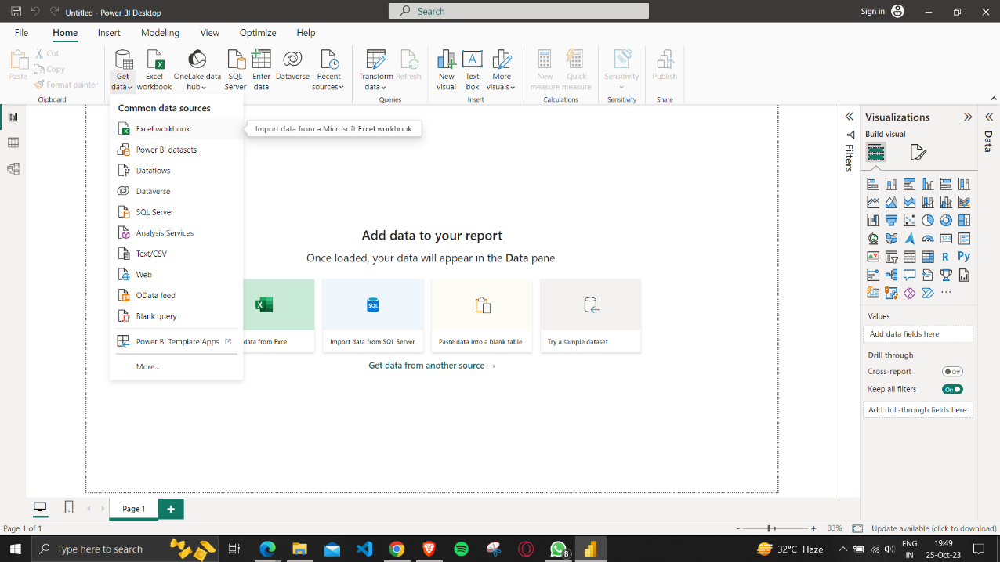 Untitled - Power BI Desktop
Search
Sign in
File Home Insert Modeling View Optimize Help
Paste
Cut
Copy
Format painter
Clipboard
Get data
Excel workbook
OneLake data hub
SQL Server
Enter data
Dataverse
Recent sources
Transform data
Refresh
Queries
New visual
Text box
More visuals
Insert
New measure
Quick measure
Calculations
Sensitivity
Sensitivity
Publish
Share
Common data sources
Excel workbook
Import data from a Microsoft Excel workbook.
Power BI datasets
Dataflows
Dataverse
SQL Server
Analysis Services
Text/CSV
Web
OData feed
Blank query
Power BI Template Apps
More...
Add data to your report
Once loaded, your data will appear in the Data pane.
SQL
data from Excel
Import data from SQL Server
Paste data into a blank table
Try a sample dataset
Get data from another source →
Filters
Visualizations
Build visual
R
Py
123
123
...
Values
Add data fields here
Drill through
Cross-report
Off
Keep all filters
On
Add drill-through fields here
Data
Page 1
+
Page 1 of 1
- + 83%
Update available (click to download)
Type here to search
8
32°C Haze
ENG
IN
19:49
25-Oct-23